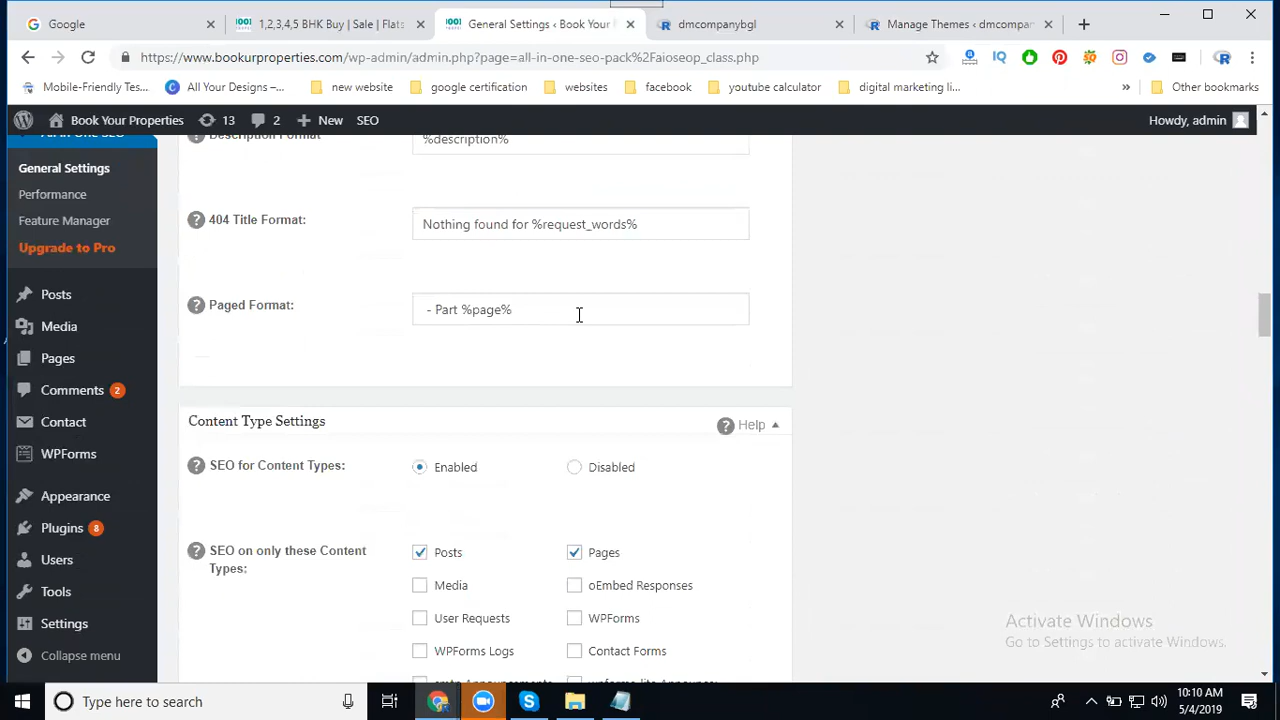 Google
1,2,3,4,5 BHK Buy | Sale | Flats
General Settings ‹ Book Your
dmcompanybgl
Manage Themes ‹ dmcompan
https://www.bookurproperties.com/wp-admin/admin.php?page=all-in-one-seo-pack%2Faioseop_class.php
Mobile-Friendly Tes...
All Your Designs –...
new website
google certification
websites
facebook
youtube calculator
digital marketing li...
»
Other bookmarks
Book Your Properties
13
2
New
SEO
Howdy, admin
All in One SEO
General Settings
Performance
Feature Manager
Upgrade to Pro
Posts
Media
Pages
Comments 2
Contact
WPForms
Appearance
Plugins 8
Users
Tools
Settings
Collapse menu
Description Format
%description%
404 Title Format:
Nothing found for %request_words%
Paged Format:
- Part %page%
Content Type Settings
Help
SEO for Content Types:
Enabled
Disabled
SEO on only these Content
Types:
Posts
Pages
Media
oEmbed Responses
User Requests
WPForms
WPForms Logs
Contact Forms
Activate Windows
Go to Settings to activate Windows.
Type here to search
10:10 AM
5/4/2019